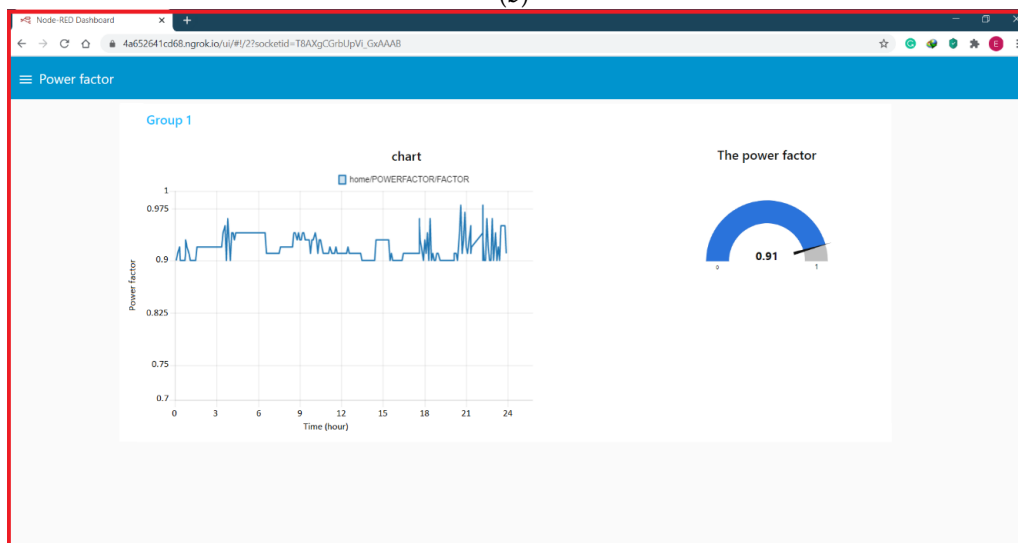 (b)
Node-RED Dashboard
4a652641cd68.ngrok.io/ui/#!/2?socketid=T8AXgCGrbUpVi_GxAAAB
E
Power factor
Group 1
chart
home/POWERFACTOR/FACTOR
1
0.975
0.9
0.825
0.75
0.7
Power factor
0
3
6
9
12
15
18
21
24
Time (hour)
The power factor
0.91
0
1